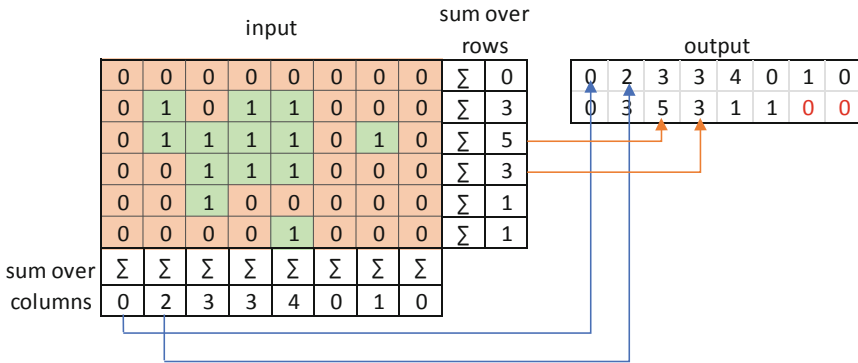 input
sum over
rows
output
0 0 0 0 0 0 0 0 ∑ 0
0 1 0 1 1 0 0 0 ∑ 3
0 1 1 1 1 0 1 0 ∑ 5
0 0 1 1 1 0 0 0 ∑ 3
0 0 1 0 0 0 0 0 ∑ 1
0 0 0 0 1 0 0 0 ∑ 1
sum over ∑ ∑ ∑ ∑ ∑ ∑ ∑ ∑
columns 0 2 3 3 4 0 1 0
0 2 3 3 4 0 1 0
0 3 5 3 1 1 0 0